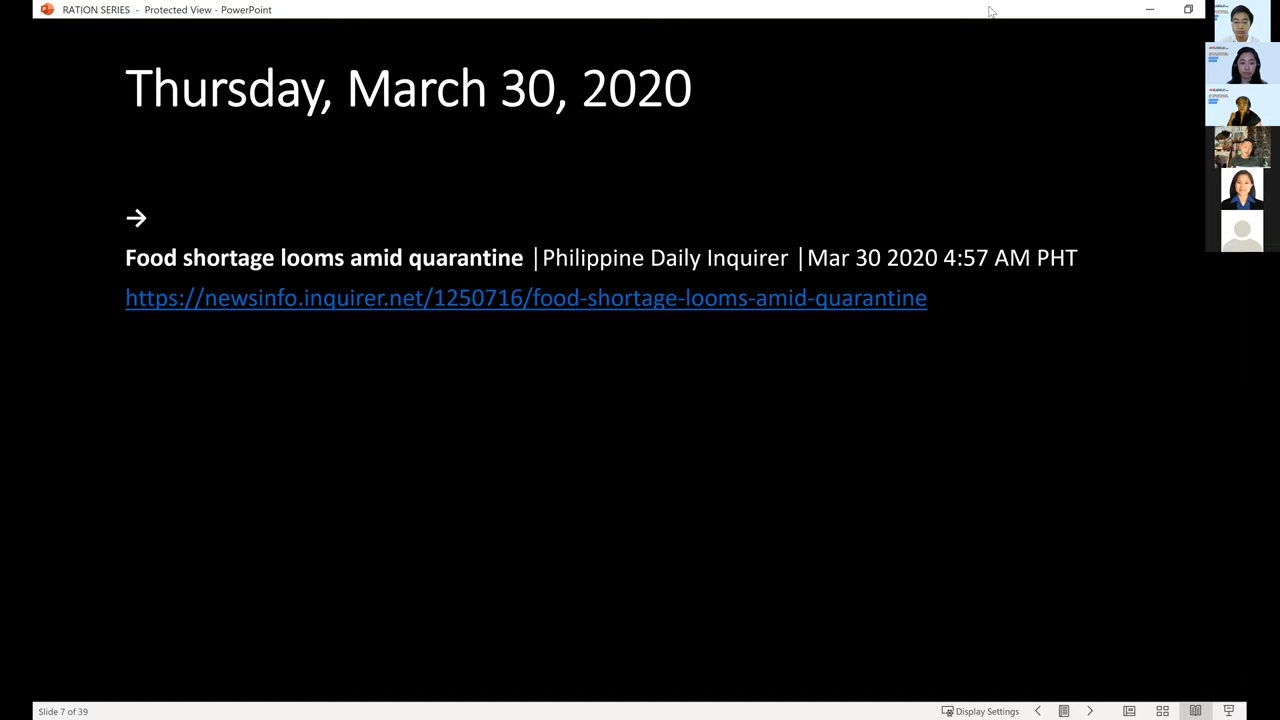 RATION SERIES - Protected View - PowerPoint
Thursday, March 30, 2020
→
Food shortage looms amid quarantine |Philippine Daily Inquirer |Mar 30 2020 4:57 AM PHT
https://newsinfo.inquirer.net/1250716/food-shortage-looms-amid-quarantine
Slide 7 of 39
Display Settings